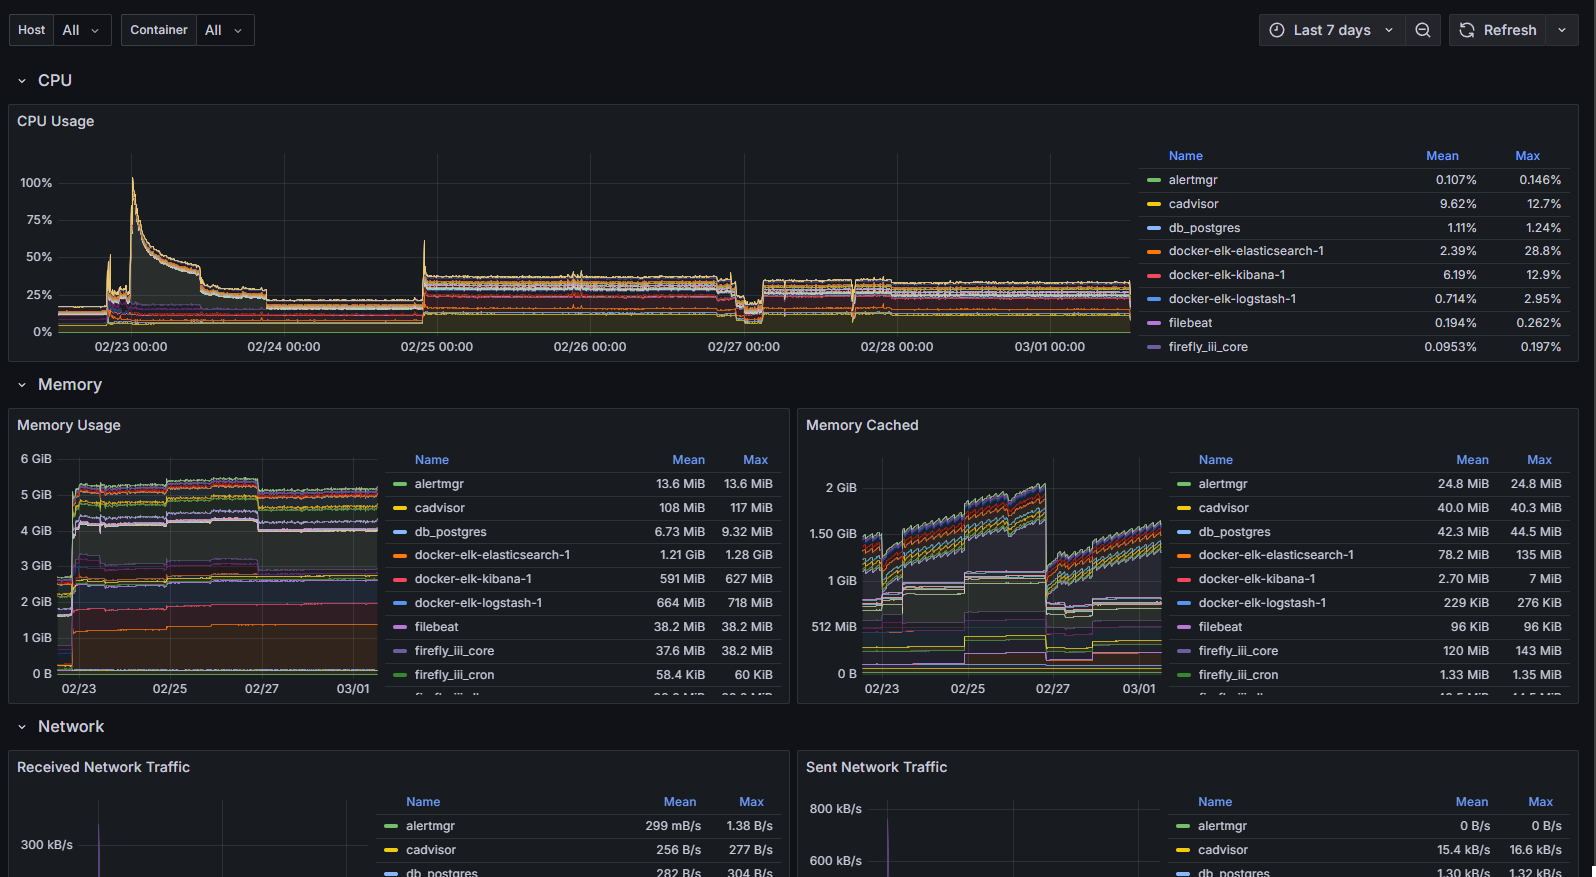 Host All Container All Last 7 days Refresh
CPU
CPU Usage
Name Mean Max
100%
75%
50%
25%
0%
02/23 00:00 02/24 00:00 02/25 00:00 02/26 00:00 02/27 00:00 02/28 00:00 03/01 00:00
alertmgr 0.107% 0.146%
cadvisor 9.62% 12.7%
db_postgres 1.11% 1.24%
docker-elk-elasticsearch-1 2.39% 28.8%
docker-elk-kibana-1 6.19% 12.9%
docker-elk-logstash-1 0.714% 2.95%
filebeat 0.194% 0.262%
firefly_iii_core 0.0953% 0.197%
Memory
Memory Usage
6 GiB
5 GiB
4 GiB
3 GiB
2 GiB
1 GiB
0 B
02/23 02/25 02/27 03/01
Name Mean Max
alertmgr 13.6 MiB 13.6 MiB
cadvisor 108 MiB 117 MiB
db_postgres 6.73 MiB 9.32 MiB
docker-elk-elasticsearch-1 1.21 GiB 1.28 GiB
docker-elk-kibana-1 591 MiB 627 MiB
docker-elk-logstash-1 664 MiB 718 MiB
filebeat 38.2 MiB 38.2 MiB
firefly_iii_core 37.6 MiB 38.2 MiB
firefly_iii_cron 58.4 KiB 60 KiB
Memory Cached
2 GiB
1.50 GiB
1 GiB
512 MiB
0 B
02/23 02/25 02/27 03/01
Name Mean Max
alertmgr 24.8 MiB 24.8 MiB
cadvisor 40.0 MiB 40.3 MiB
db_postgres 42.3 MiB 44.5 MiB
docker-elk-elasticsearch-1 78.2 MiB 135 MiB
docker-elk-kibana-1 2.70 MiB 7 MiB
docker-elk-logstash-1 229 KiB 276 KiB
filebeat 96 KiB 96 KiB
firefly_iii_core 120 MiB 143 MiB
firefly_iii_cron 1.33 MiB 1.35 MiB
Network
Received Network Traffic
300 kB/s
Name Mean Max
alertmgr 299 mB/s 1.38 B/s
cadvisor 256 B/s 277 B/s
db_postgres 282 B/s 304 B/s
Sent Network Traffic
800 kB/s
600 kB/s
Name Mean Max
alertmgr 0 B/s 0 B/s
cadvisor 15.4 kB/s 16.6 kB/s
db_postgres 1.30 kB/s 1.32 kB/s